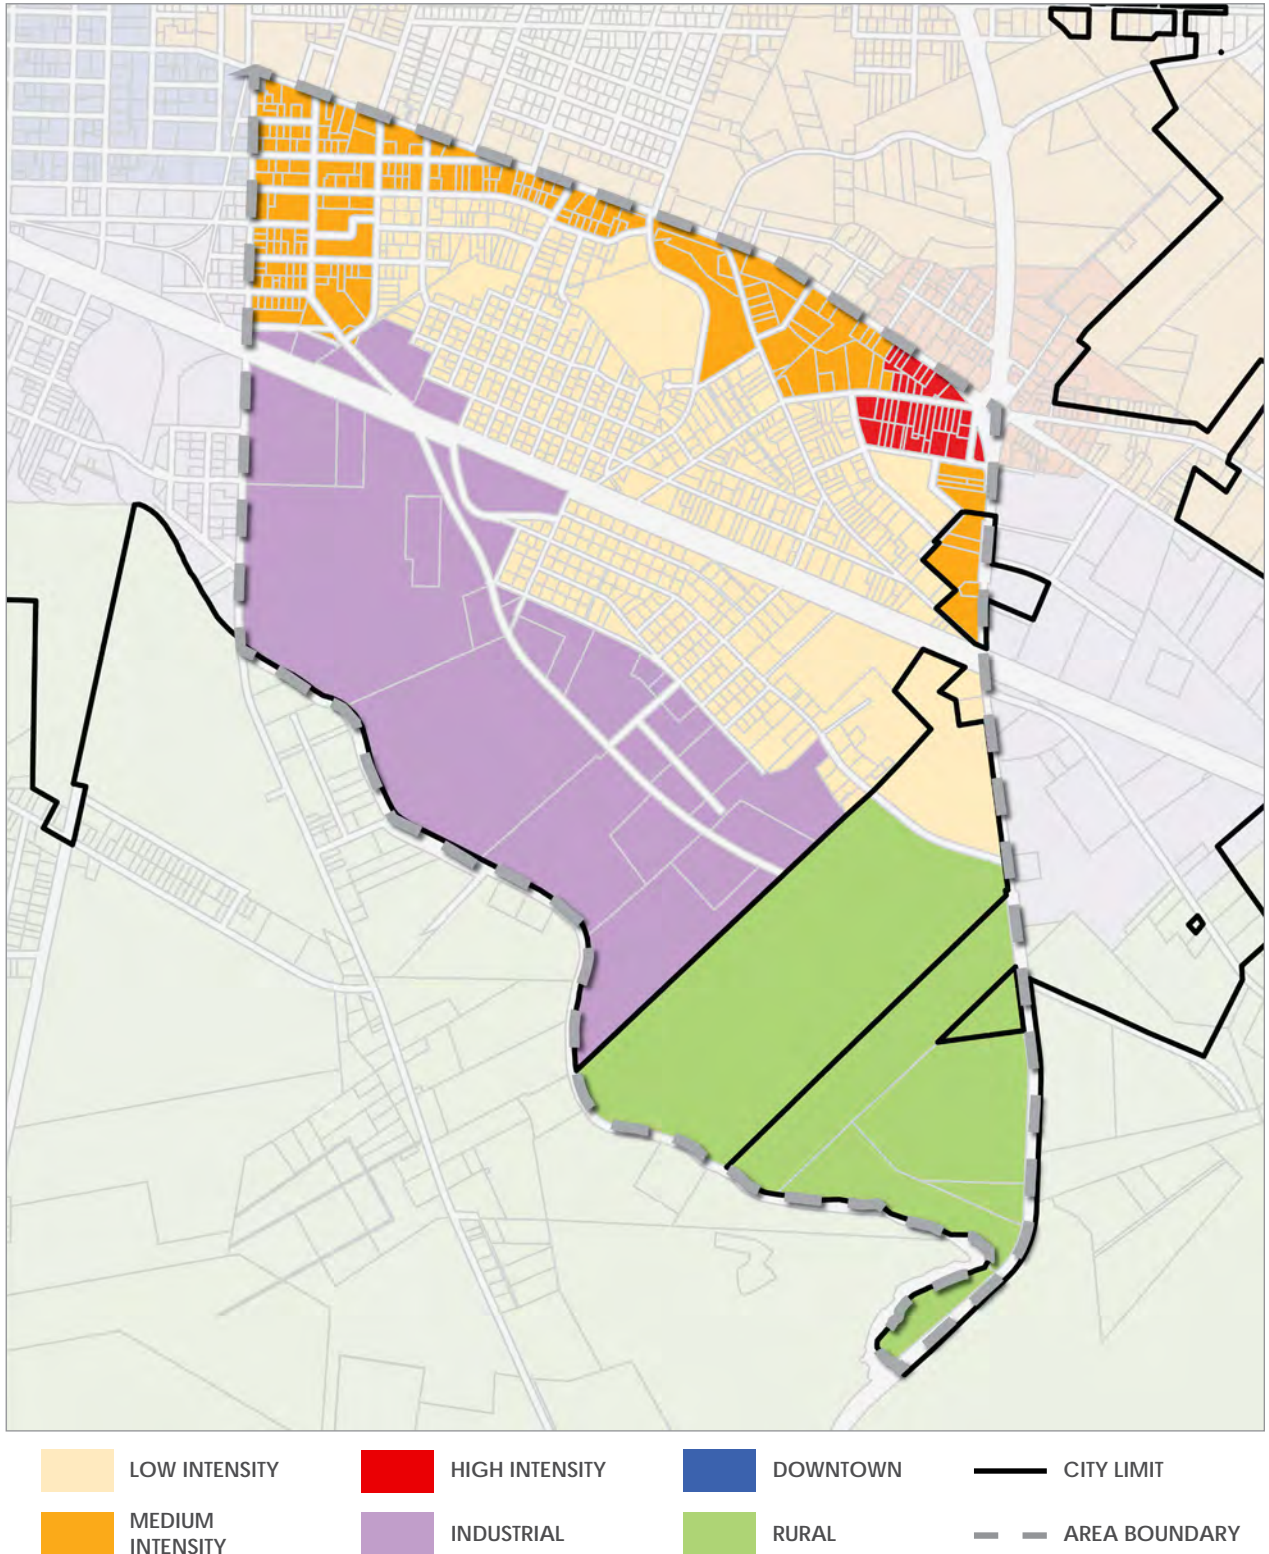 LOW INTENSITY
HIGH INTENSITY
DOWNTOWN
CITY LIMIT
MEDIUM
INTENSITY
INDUSTRIAL
RURAL
AREA BOUNDARY